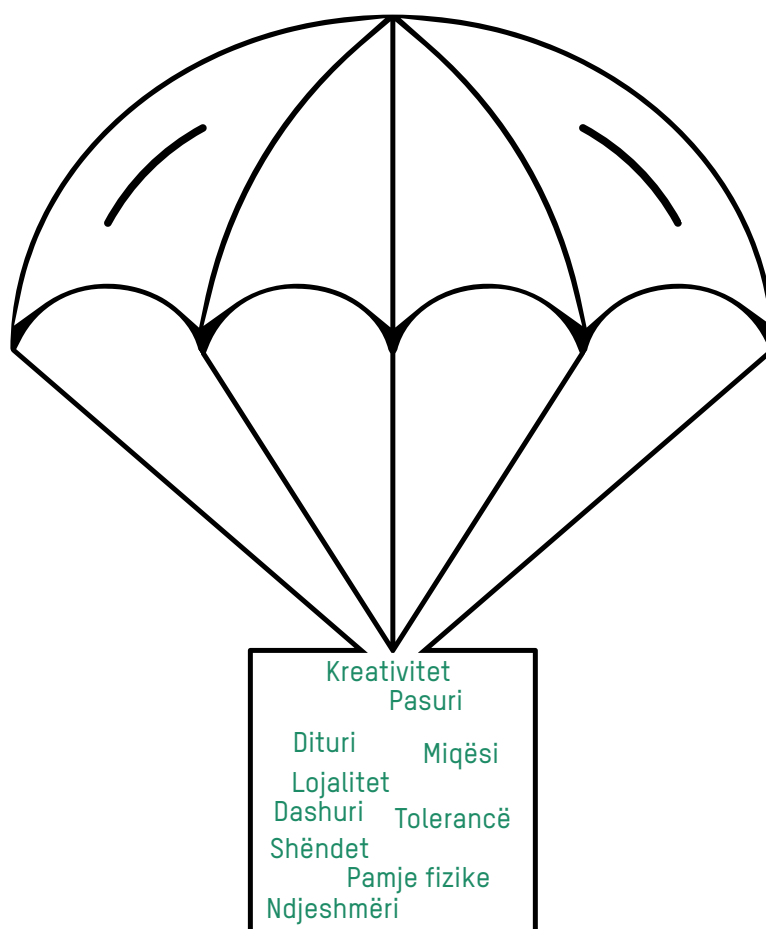 Kreativitet
Pasuri
Dituri
Miqësi
Lojalitet
Dashuri
Tolerancë
Shëndet
Pamje fizike
Ndjeshmëri